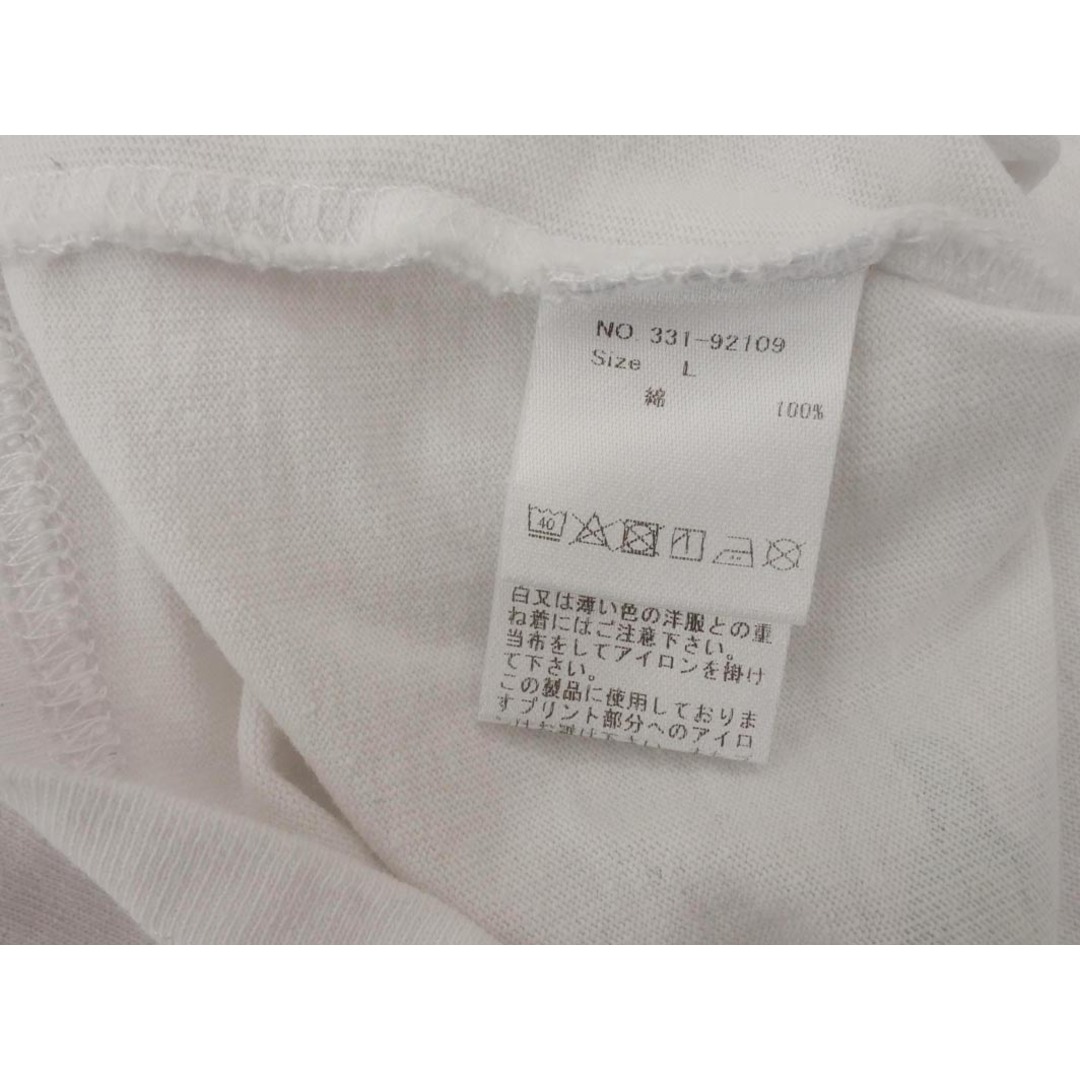 NO. 331-92109
Size L
綿 100%
40
白又は薄い色の洋服との重
ね着にはご注意下さい。
当布をしてアイロンを掛け
て下さい。
この製品に使用しておりま
すプリント部分へのアイロ